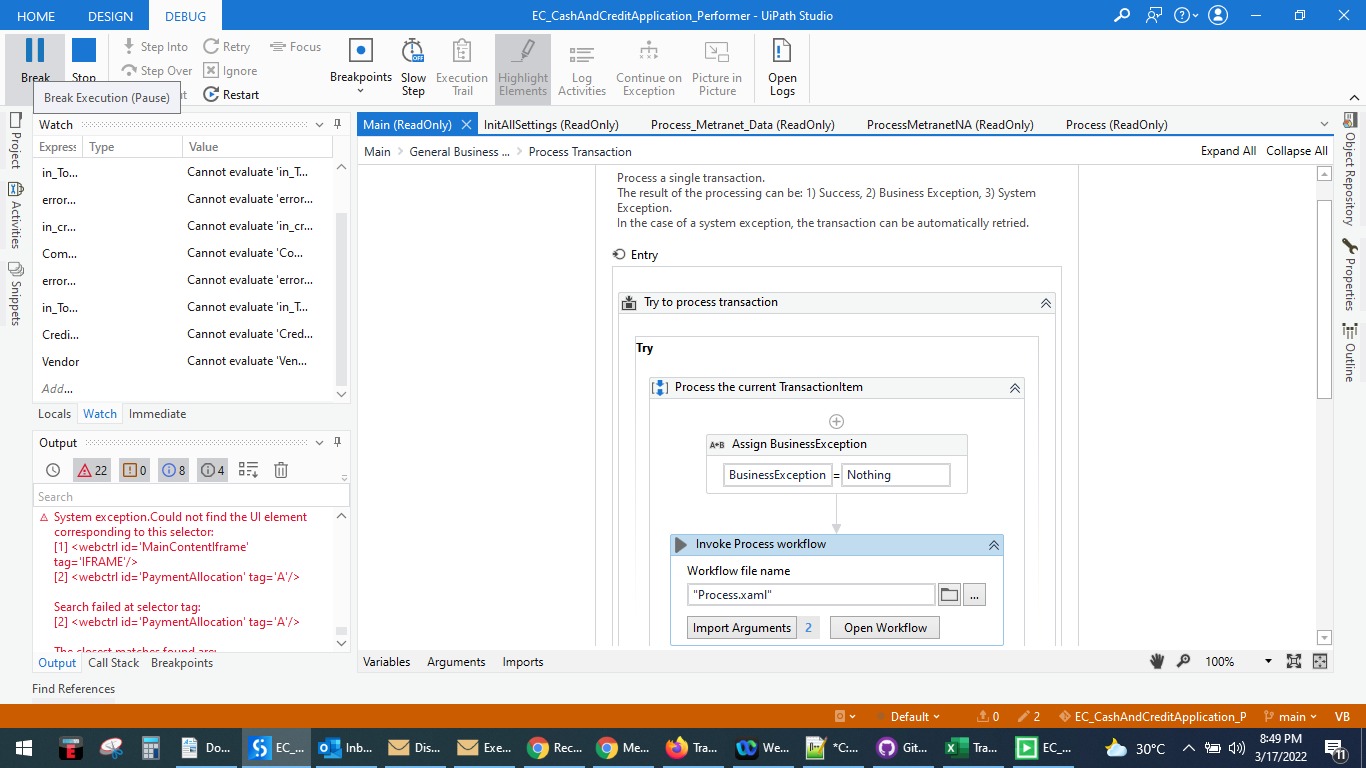 HOME DESIGN DEBUG EC_CashAndCreditApplication_Performer - UiPath Studio
Break Stop
Step Into Retry Focus
Step Over Ignore
Restart
Breakpoints Slow Step Execution Trail Highlight Elements Log Activities Continue on Exception Picture in Picture Open Logs
Break Execution (Pause)
Project
Activities
Snippets
Watch
Express Type Value
in_To... Cannot evaluate 'in_T...
error... Cannot evaluate 'error...
in_cr... Cannot evaluate 'in_cr...
Com... Cannot evaluate 'Co...
error... Cannot evaluate 'error...
in_To... Cannot evaluate 'in_T...
Credi... Cannot evaluate 'Cred...
Vendor Cannot evaluate 'Ven...
Add...
Locals Watch Immediate
Output
22 0 8 4
Search
System exception.Could not find the UI element
corresponding to this selector:
[1] <webctrl id='MainContentIframe'
tag='IFRAME'/>
[2] <webctrl id='PaymentAllocation' tag='A'/>
Search failed at selector tag:
[2] <webctrl id='PaymentAllocation' tag='A'/>
The closest matches found are:
Output Call Stack Breakpoints
Find References
Main (ReadOnly) InitAllSettings (ReadOnly) Process_Metranet_Data (ReadOnly) ProcessMetranetNA (ReadOnly) Process (ReadOnly)
Main > General Business ... > Process Transaction Expand All Collapse All
Process a single transaction.
The result of the processing can be: 1) Success, 2) Business Exception, 3) System
Exception.
In the case of a system exception, the transaction can be automatically retried.
Entry
Try to process transaction
Try
Process the current TransactionItem
A+B Assign BusinessException
BusinessException = Nothing
Invoke Process workflow
Workflow file name
"Process.xaml" ...
Import Arguments 2 Open Workflow
Variables Arguments Imports 100%
Object Repository
Properties
Outline
Default 0 2 EC_CashAndCreditApplication_P main VB
Do... EC_... Inb... Dis... Exe... Rec... Me... Tra... We... *C:... Git... Tra... EC_... 30°C 8:49 PM
3/17/2022 11